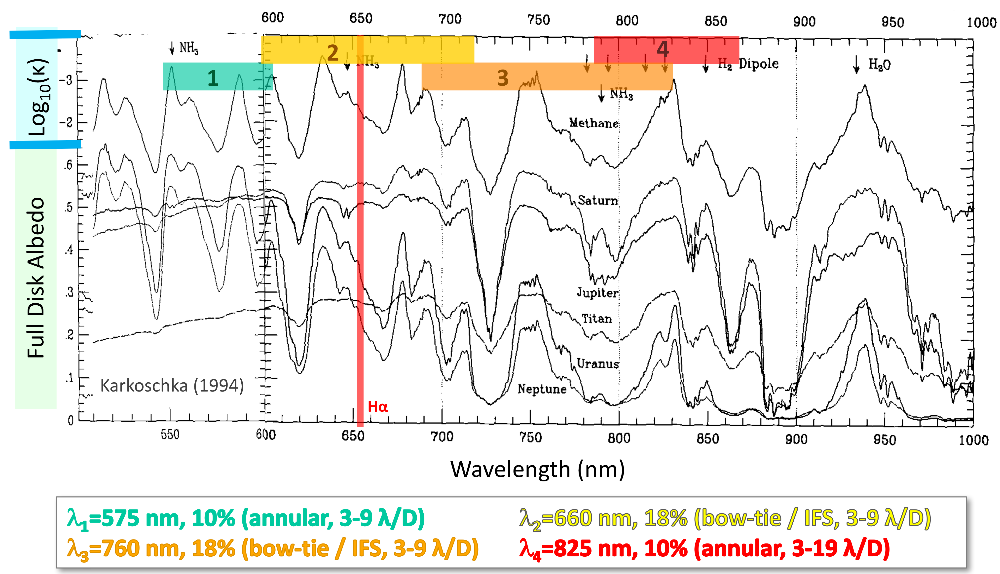 600 650 700 750 800 850 900 950 1000
NH₃
1
2
NH₃
3
4
H₂ Dipole
H₂O
NH₃
Log₁₀(κ)
-3
-2
Methane
Full Disk Albedo
.6
.5
.4
.3
.2
.1
0
Saturn
Jupiter
Titan
Uranus
Neptune
Karkoschka (1994)
Hα
550 600 650 700 750 800 850 900 950 1000
Wavelength (nm)
λ₁=575 nm, 10% (annular, 3-9 λ/D)
λ₂=660 nm, 18% (bow-tie / IFS, 3-9 λ/D)
λ₃=760 nm, 18% (bow-tie / IFS, 3-9 λ/D)
λ₄=825 nm, 10% (annular, 3-19 λ/D)